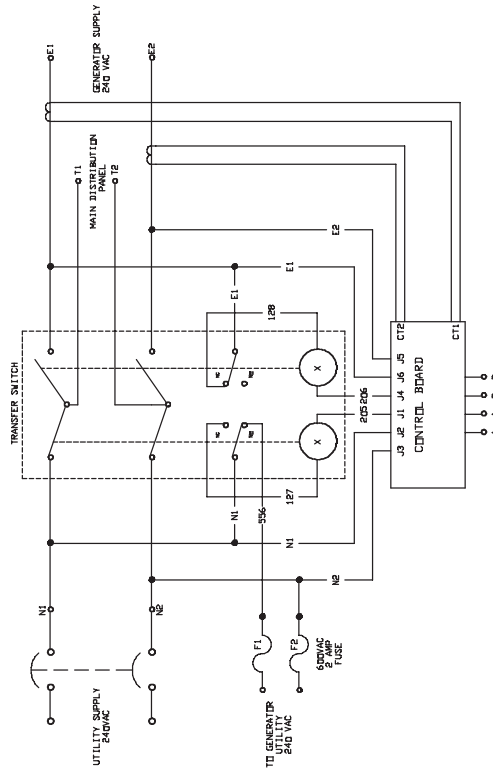 GENERATOR SUPPLY
240 VAC
E1
E2
MAIN DISTRIBUTION
PANEL
T1
T2
TRANSFER SWITCH
E2
E1
E1
128
X
X
205
206
127
N1
556
N1
N2
CT2
CT1
J5
J6
J4
J1
J2
J3
CONTROL BOARD
N1
N2
UTILITY SUPPLY
240VAC
F1
F2
600VAC
2 AMP
FUSE
TO GENERATOR
UTILITY
240 VAC